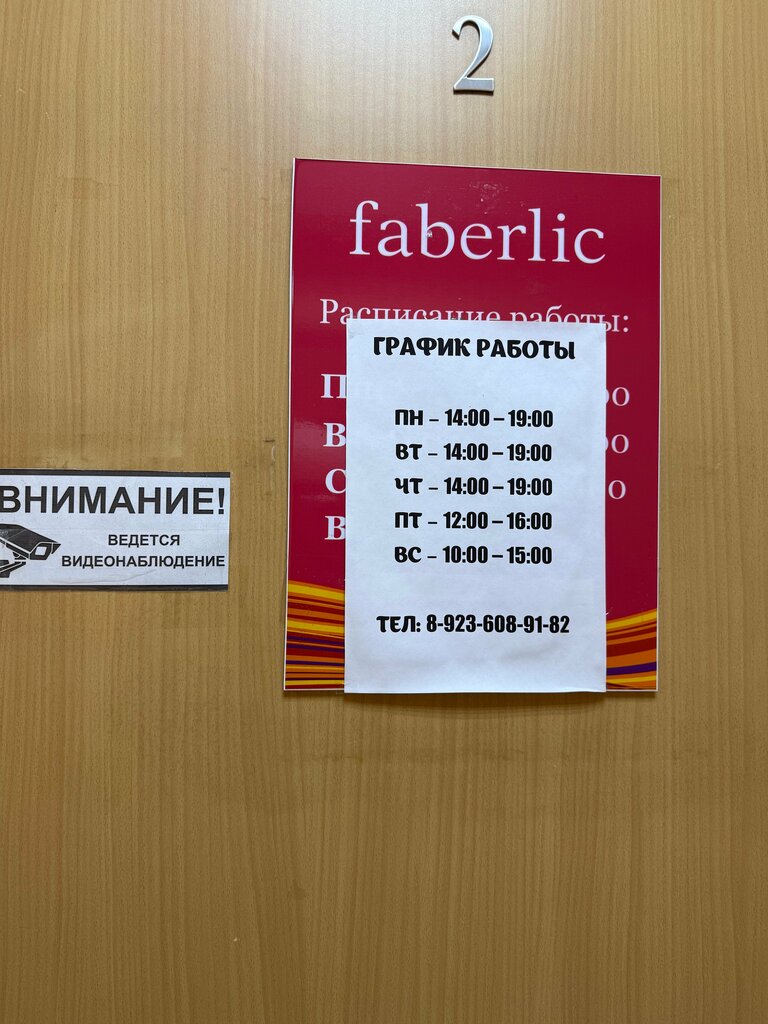 2
faberlic
Расписание работы:
ГРАФИК РАБОТЫ
ПН – 14:00 – 19:00
ВТ – 14:00 – 19:00
ЧТ – 14:00 – 19:00
ПТ – 12:00 – 16:00
ВС – 10:00 – 15:00
ТЕЛ: 8-923-608-91-82
ВНИМАНИЕ!
ВЕДЕТСЯ
ВИДЕОНАБЛЮДЕНИЕ